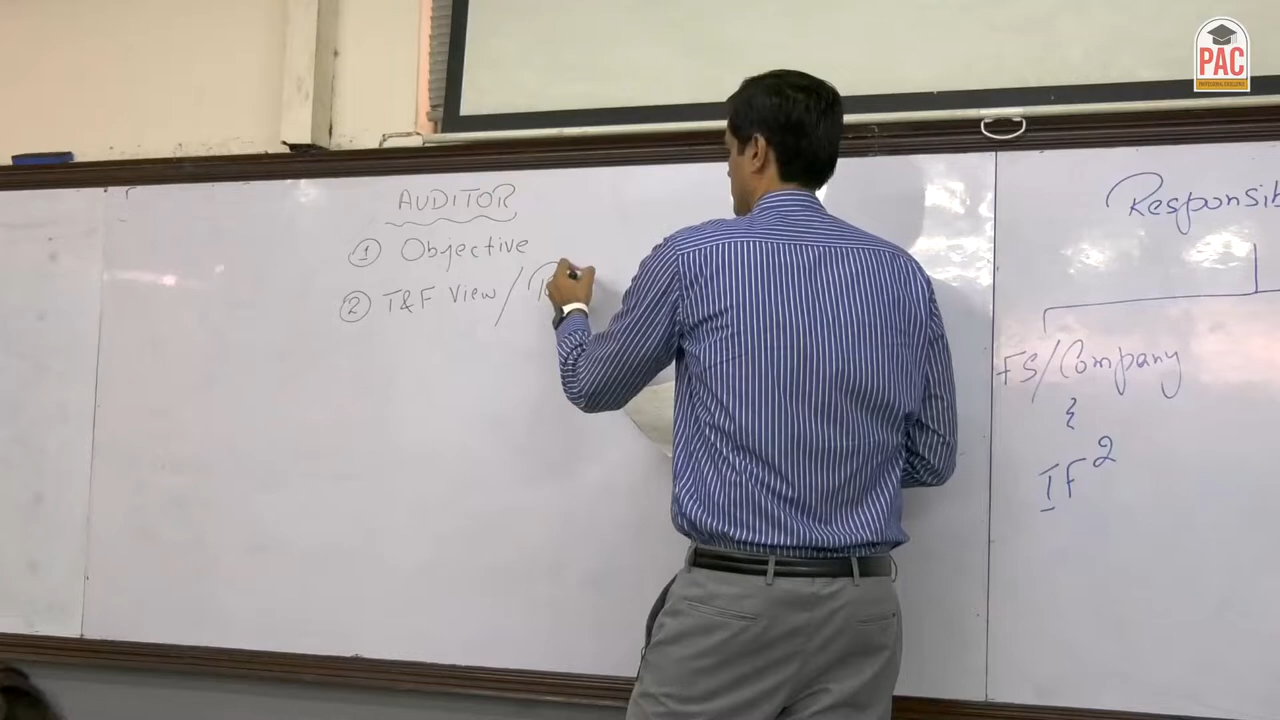 AUDITOR
① Objective
② T&F View /
Responsib
FS/Company
&
IF²
PAC